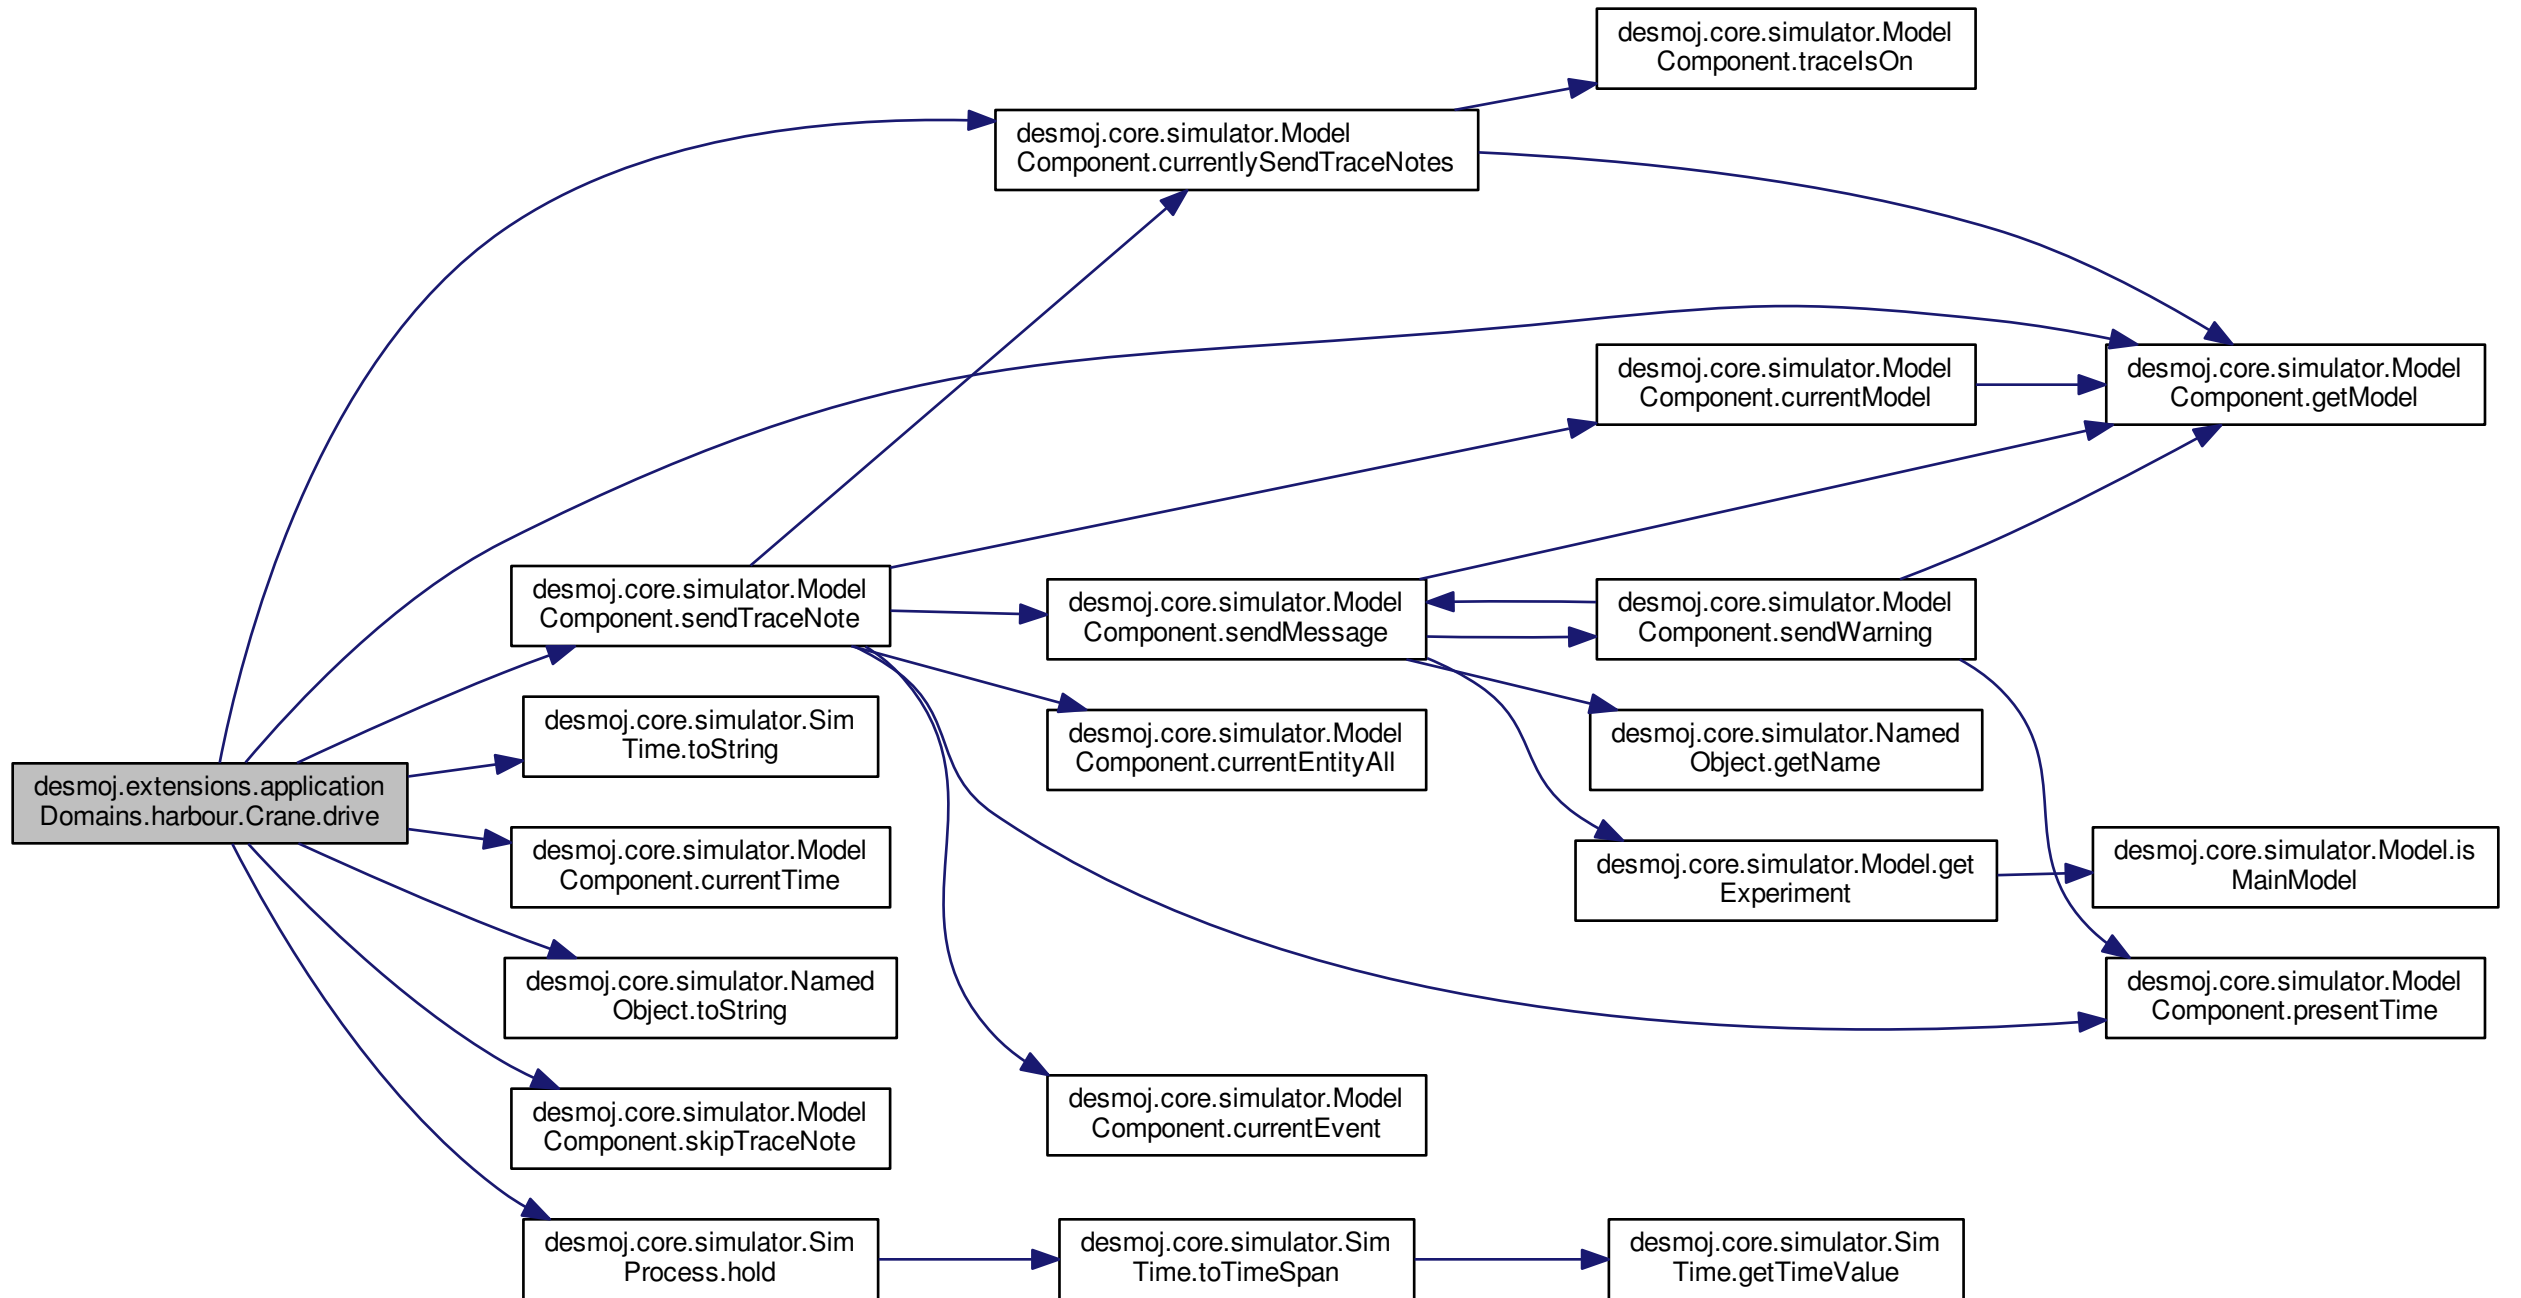 desmoj.core.simulator.Model
Component.traceIsOn
desmoj.core.simulator.Model
Component.currentlySendTraceNotes
desmoj.core.simulator.Model
Component.currentModel
desmoj.core.simulator.Model
Component.getModel
desmoj.core.simulator.Model
Component.sendTraceNote
desmoj.core.simulator.Model
Component.sendMessage
desmoj.core.simulator.Model
Component.sendWarning
desmoj.core.simulator.Sim
Time.toString
desmoj.core.simulator.Model
Component.currentEntityAll
desmoj.core.simulator.Named
Object.getName
desmoj.extensions.application
Domains.harbour.Crane.drive
desmoj.core.simulator.Model
Component.currentTime
desmoj.core.simulator.Model.get
Experiment
desmoj.core.simulator.Model.is
MainModel
desmoj.core.simulator.Named
Object.toString
desmoj.core.simulator.Model
Component.presentTime
desmoj.core.simulator.Model
Component.skipTraceNote
desmoj.core.simulator.Model
Component.currentEvent
desmoj.core.simulator.Sim
Process.hold
desmoj.core.simulator.Sim
Time.toTimeSpan
desmoj.core.simulator.Sim
Time.getTimeValue